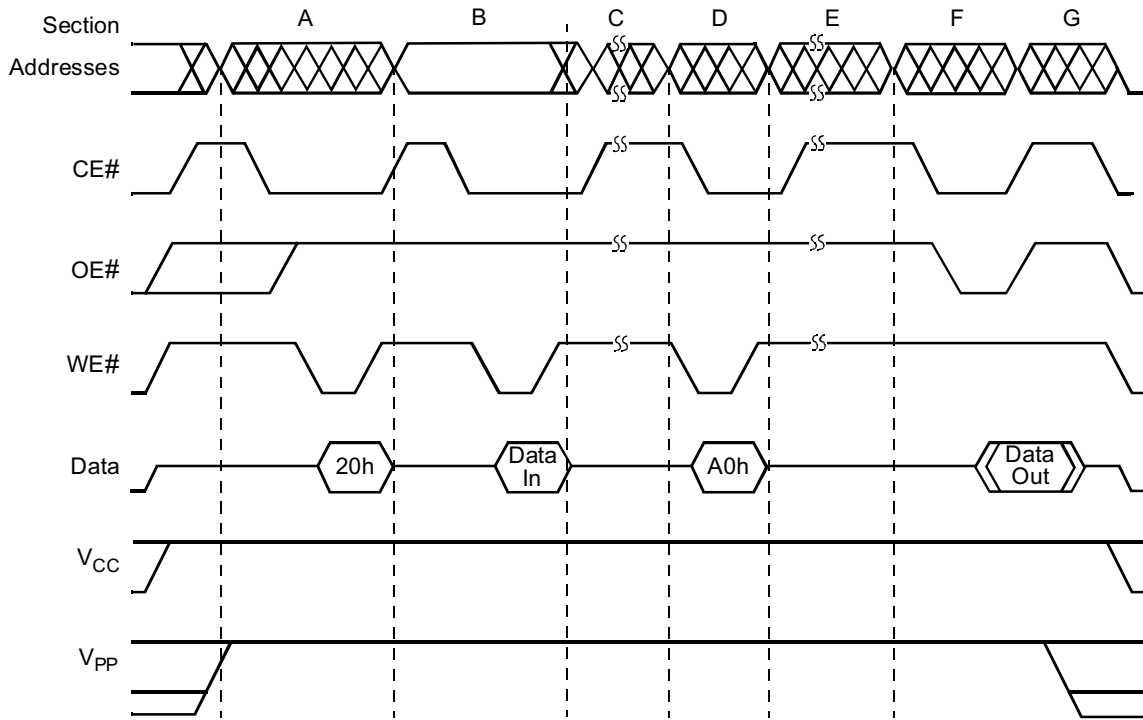 Section A B C D E F G
Addresses
CE#
OE#
WE#
Data 20h Data In A0h Data Out
VCC
VPP